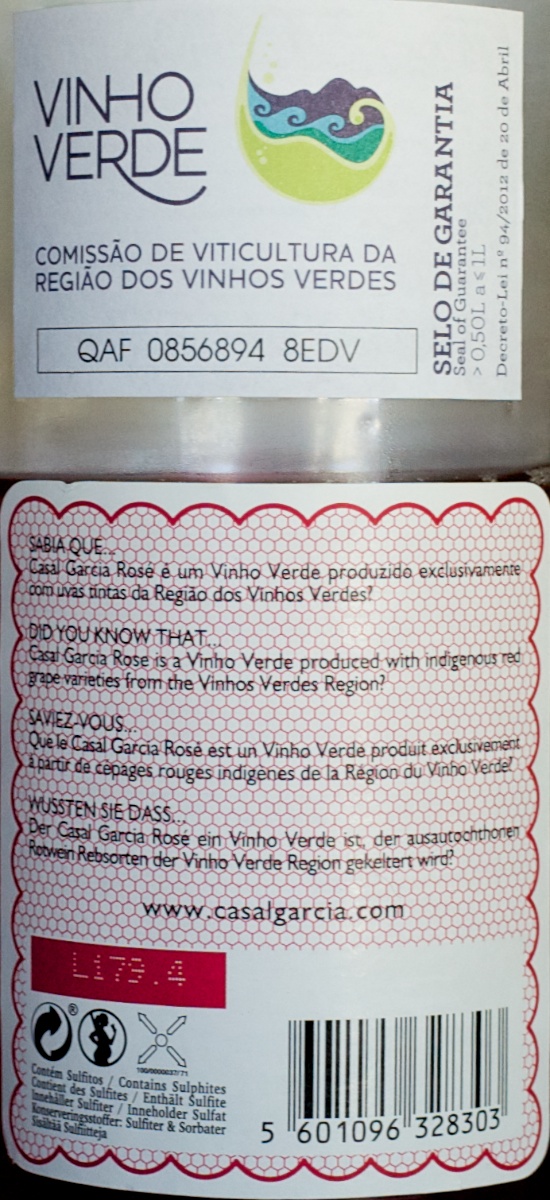 VINHO
VERDE
COMISSÃO DE VITICULTURA DA
REGIÃO DOS VINHOS VERDES
QAF 0856894 8EDV
SELO DE GARANTIA
Seal of Guarantee
> 0,50L a ≤ 1L
Decreto-Lei nº 94/2012 de 20 de Abril
SABIA QUE...
Casal Garcia Rosé é um Vinho Verde produzido exclusivamente
com uvas tintas da Região dos Vinhos Verdes?
DID YOU KNOW THAT...
Casal Garcia Rose is a Vinho Verde produced with indigenous red
grape varieties from the Vinhos Verdes Region?
SAVIEZ-VOUS...
Que le Casal Garcia Rosé est un Vinho Verde produit exclusivement
à partir de cépages rouges indigènes de la Région du Vinho Verde?
WUSSTEN SIE DASS...
Der Casal Garcia Rosé ein Vinho Verde ist, der ausautochthonen
Rotwein Rebsorten der Vinho Verde Region gekeltert wird?
www.casalgarcia.com
L179.4
®
100/0000037/71
Contém Sulfitos / Contains Sulphites
Contient des Sulfites / Enthält Sulfite
Innehåller Sulfiter / Inneholder Sulfat
Konserveringsstoffer: Sulfiter & Sorbater
Sisältää Sulfiitteja
5 601096 328303